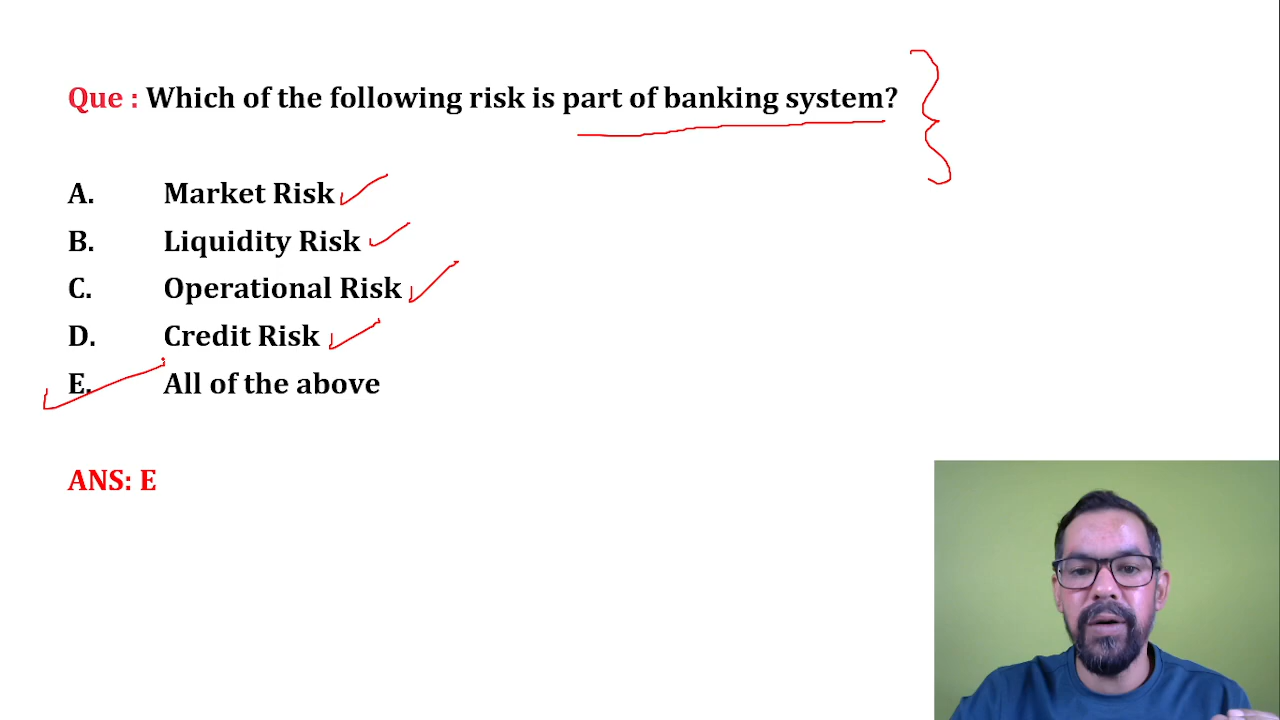 Que : Which of the following risk is part of banking system?
A. Market Risk
B. Liquidity Risk
C. Operational Risk
D. Credit Risk
E. All of the above
ANS: E